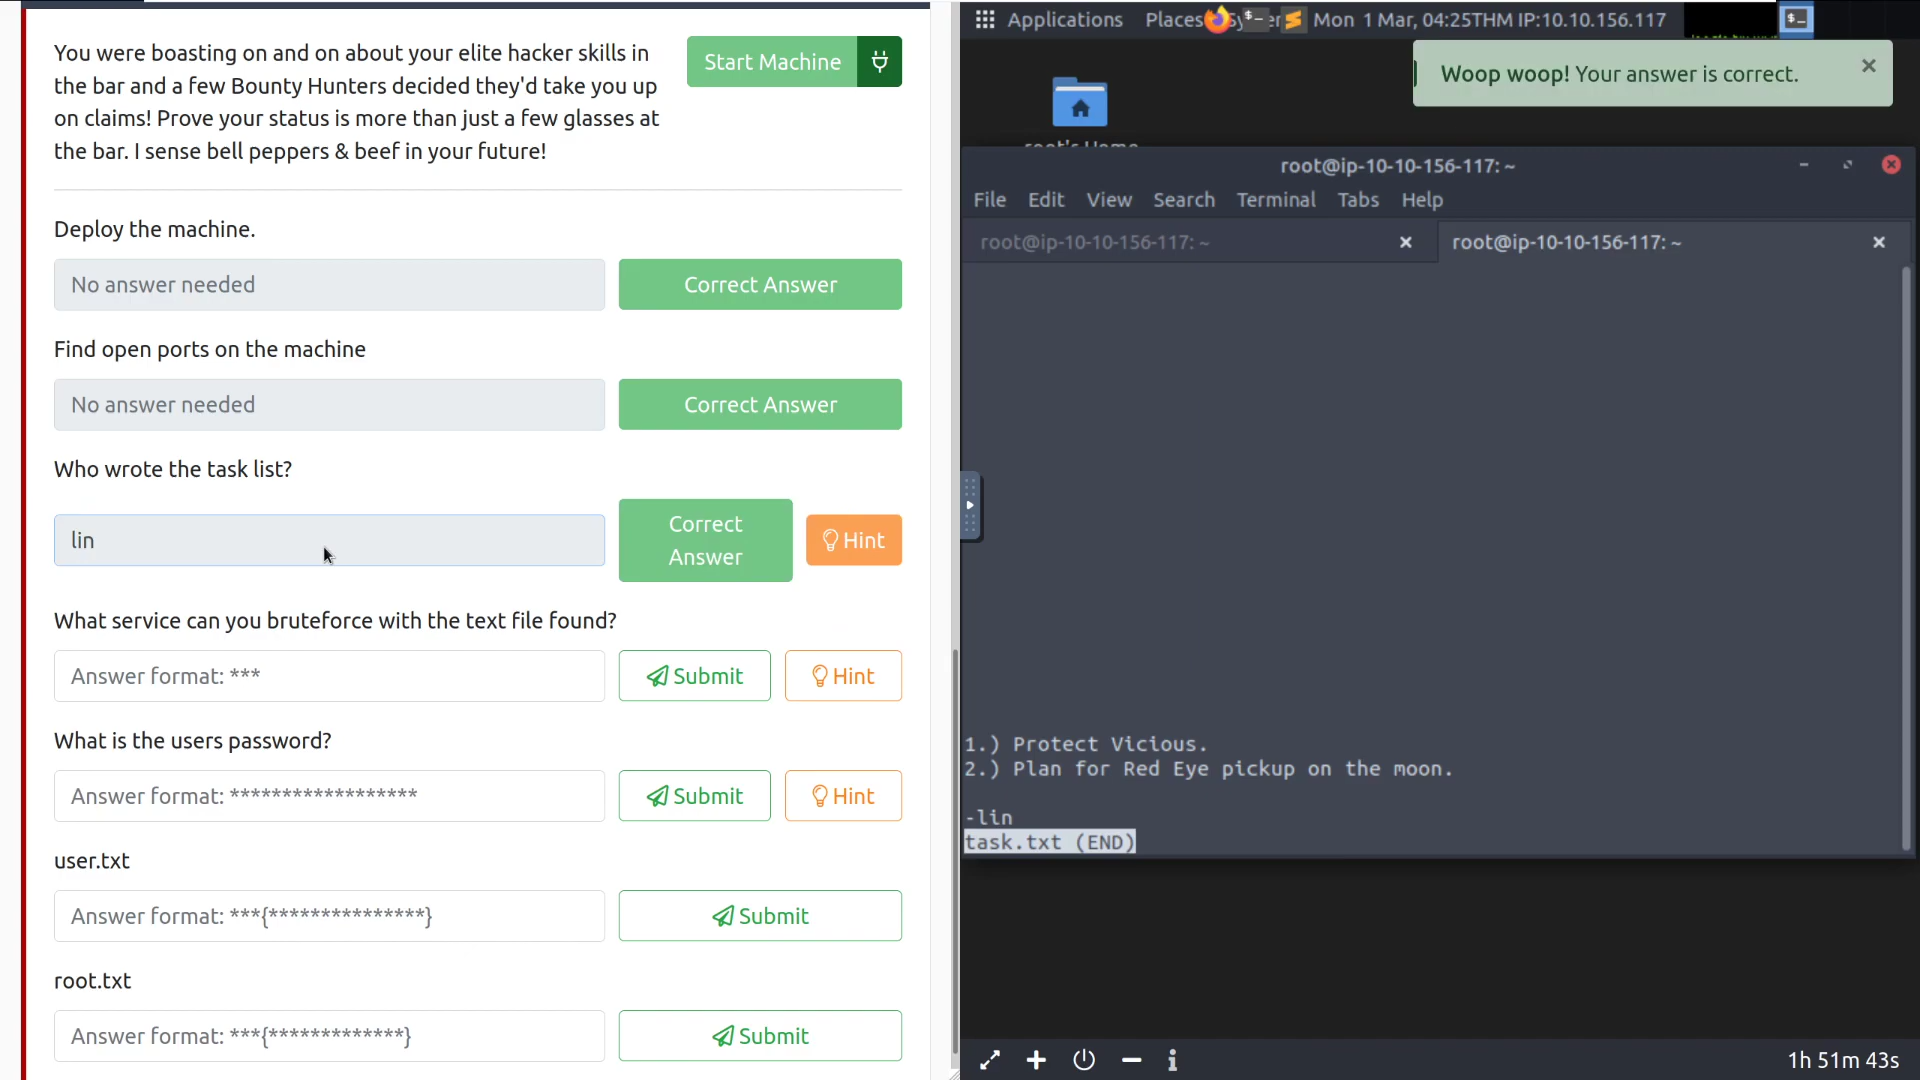 You were boasting on and on about your elite hacker skills in
the bar and a few Bounty Hunters decided they'd take you up
on claims! Prove your status is more than just a few glasses at
the bar. I sense bell peppers & beef in your future!
Start Machine
Deploy the machine.
No answer needed
Correct Answer
Find open ports on the machine
No answer needed
Correct Answer
Who wrote the task list?
lin
Correct
Answer
Hint
What service can you bruteforce with the text file found?
Answer format: ***
Submit
Hint
What is the users password?
Answer format: ******************
Submit
Hint
user.txt
Answer format: ***{***************}
Submit
root.txt
Answer format: ***{*************}
Submit
Applications Places Mon 1 Mar, 04:25 THM IP:10.10.156.117
Woop woop! Your answer is correct.
root@ip-10-10-156-117: ~
File Edit View Search Terminal Tabs Help
root@ip-10-10-156-117: ~
root@ip-10-10-156-117: ~
1.) Protect Vicious.
2.) Plan for Red Eye pickup on the moon.
-lin
task.txt (END)
1h 51m 43s